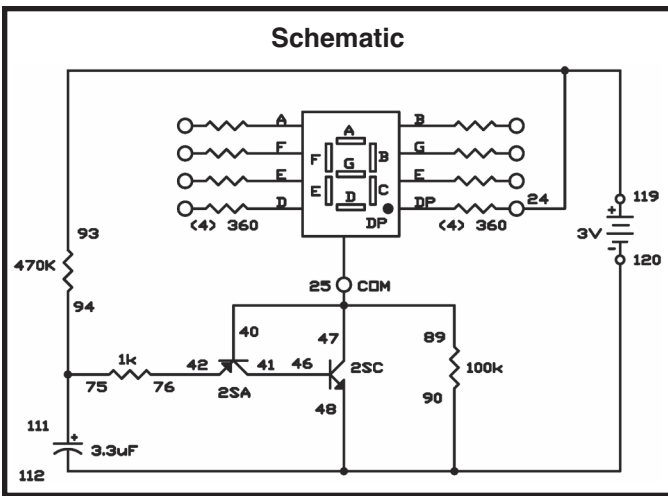 Schematic
A B
A
F F B G
G
E E C E
D D DP 24
DP
(4) 360 (4) 360
93
119
+
3V
-
120
470K
94
25 COM
40 47 89
1k
42 41 46 2SC 100k
75 76 2SA
48 90
111
+
3.3uF
112